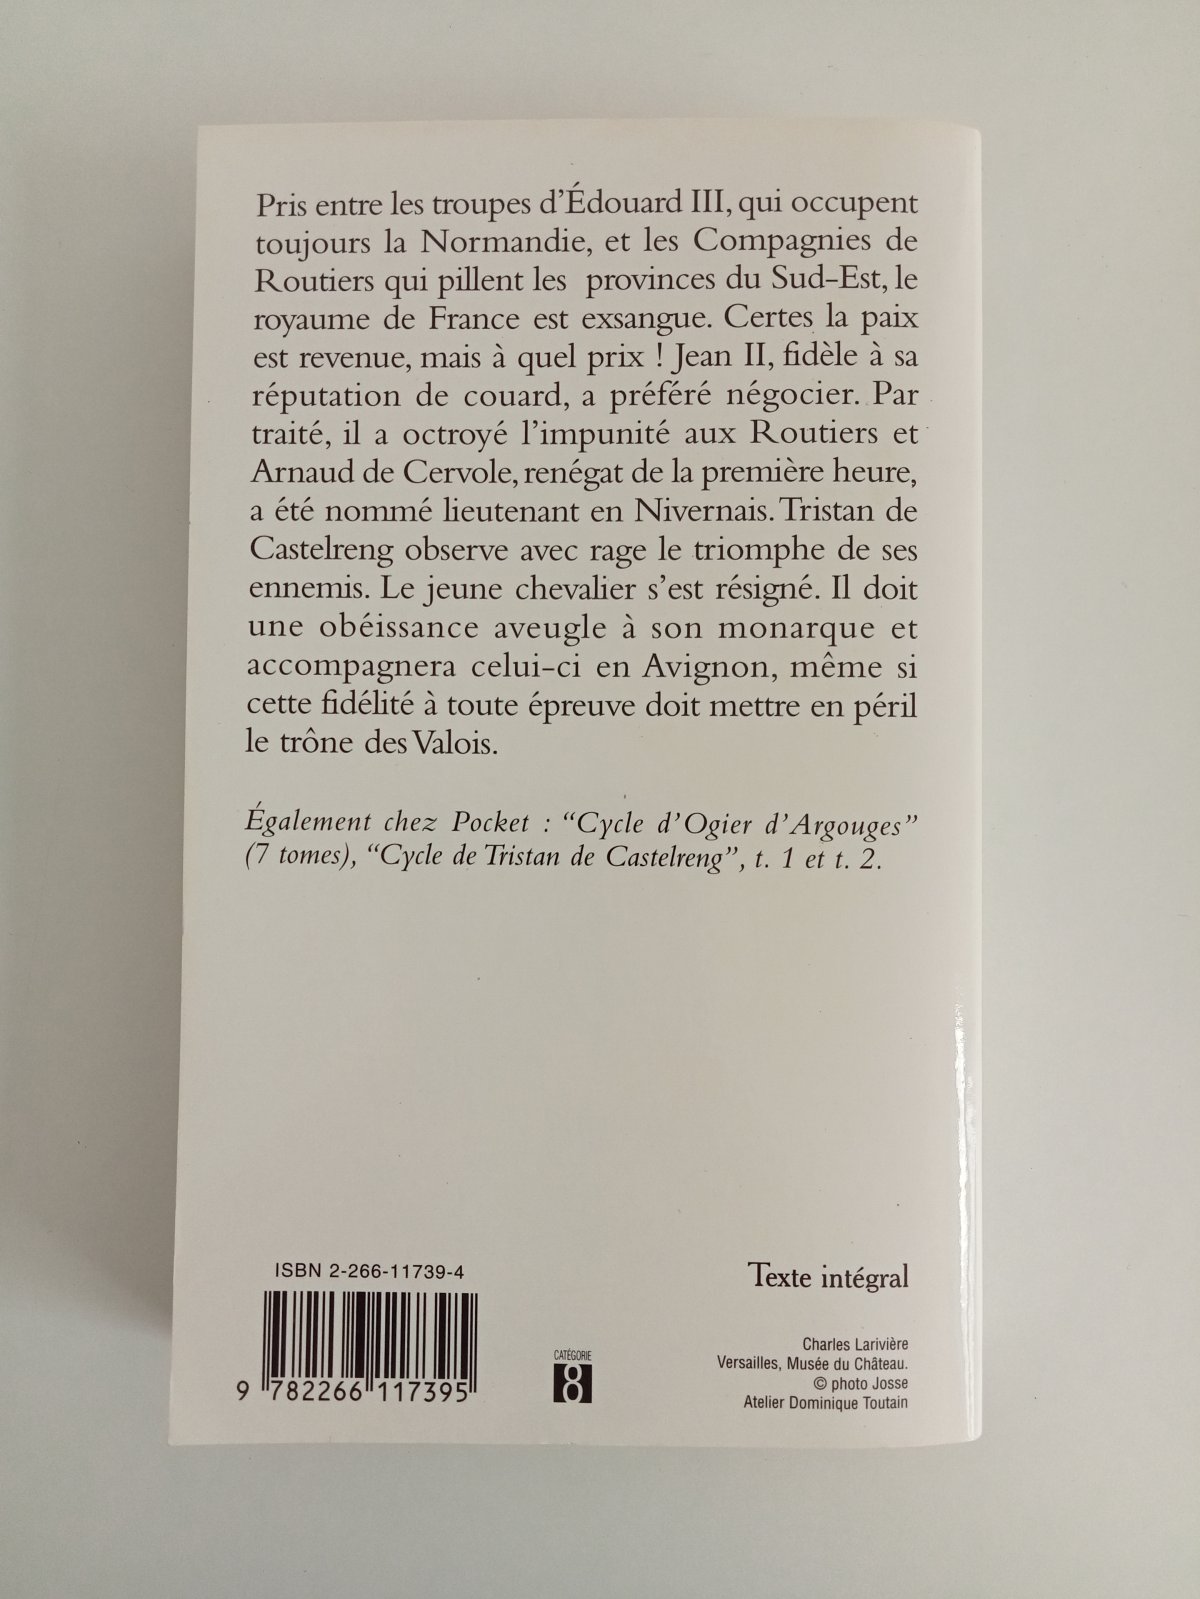 Pris entre les troupes d'Édouard III, qui occupent
toujours la Normandie, et les Compagnies de
Routiers qui pillent les provinces du Sud-Est, le
royaume de France est exsangue. Certes la paix
est revenue, mais à quel prix ! Jean II, fidèle à sa
réputation de couard, a préféré négocier. Par
traité, il a octroyé l'impunité aux Routiers et
Arnaud de Cervole, renégat de la première heure,
a été nommé lieutenant en Nivernais. Tristan de
Castelreng observe avec rage le triomphe de ses
ennemis. Le jeune chevalier s'est résigné. Il doit
une obéissance aveugle à son monarque et
accompagnera celui-ci en Avignon, même si
cette fidélité à toute épreuve doit mettre en péril
le trône des Valois.
Également chez Pocket : “Cycle d'Ogier d'Argouges”
(7 tomes), “Cycle de Tristan de Castelreng”, t. 1 et t. 2.
ISBN 2-266-11739-4
9 782266 117395
CATÉGORIE
8
Texte intégral
Charles Larivière
Versailles, Musée du Château.
© photo Josse
Atelier Dominique Toutain